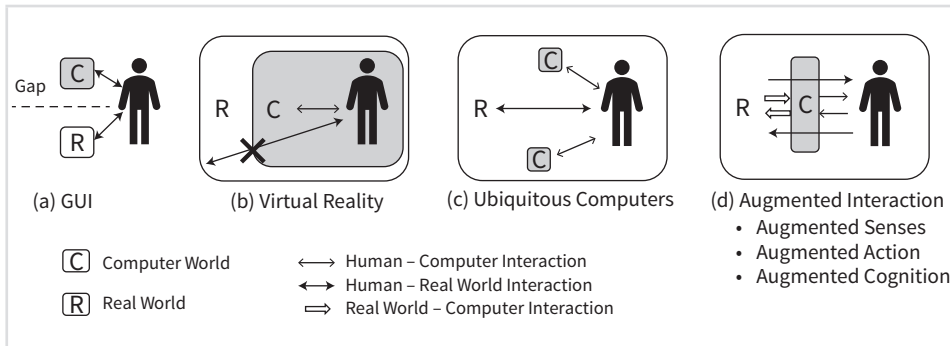 C
Gap
R
(a) GUI
R
C
(b) Virtual Reality
C
R
C
(c) Ubiquitous Computers
R
C
(d) Augmented Interaction
• Augmented Senses
• Augmented Action
• Augmented Cognition
C Computer World
R Real World
Human – Computer Interaction
Human – Real World Interaction
Real World – Computer Interaction